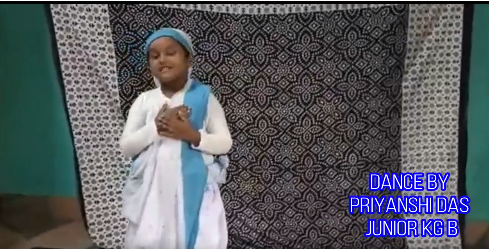 DANCE BY
PRIYANSHI DAS
JUNIOR KG B